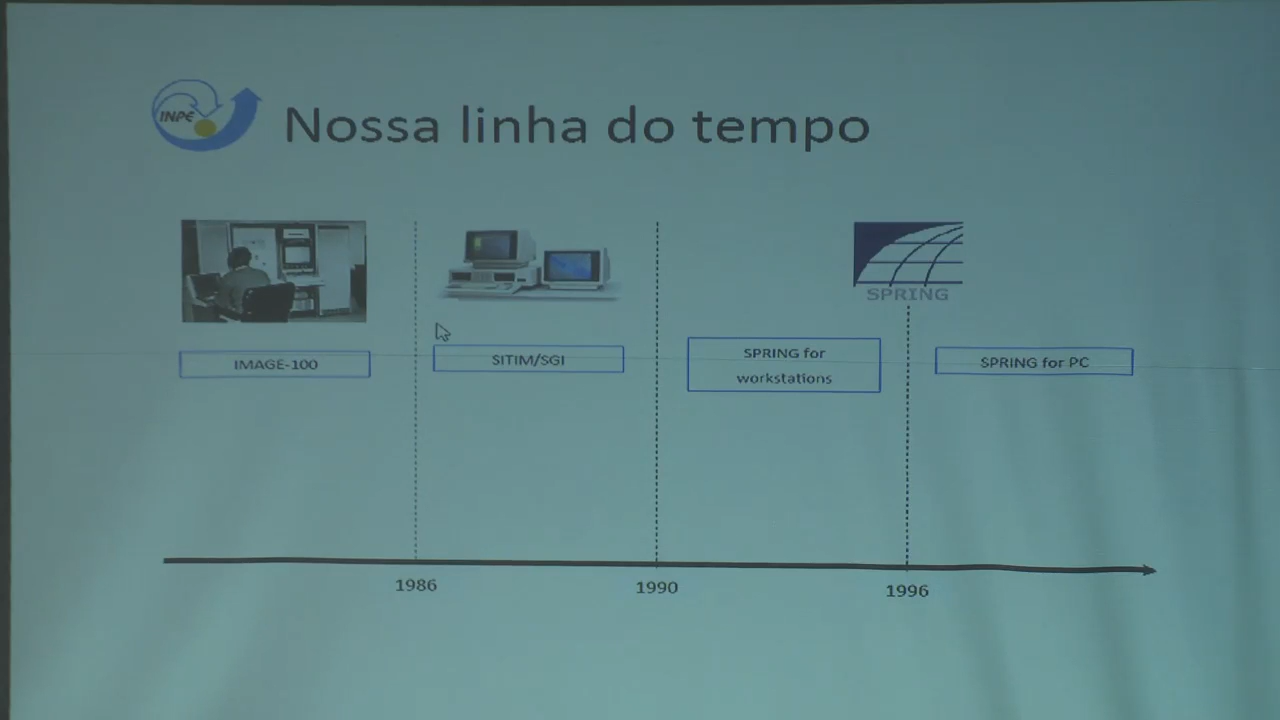 INPE
Nossa linha do tempo
SPRING
IMAGE-100
SITIM/SGI
SPRING for
workstations
SPRING for PC
1986
1990
1996